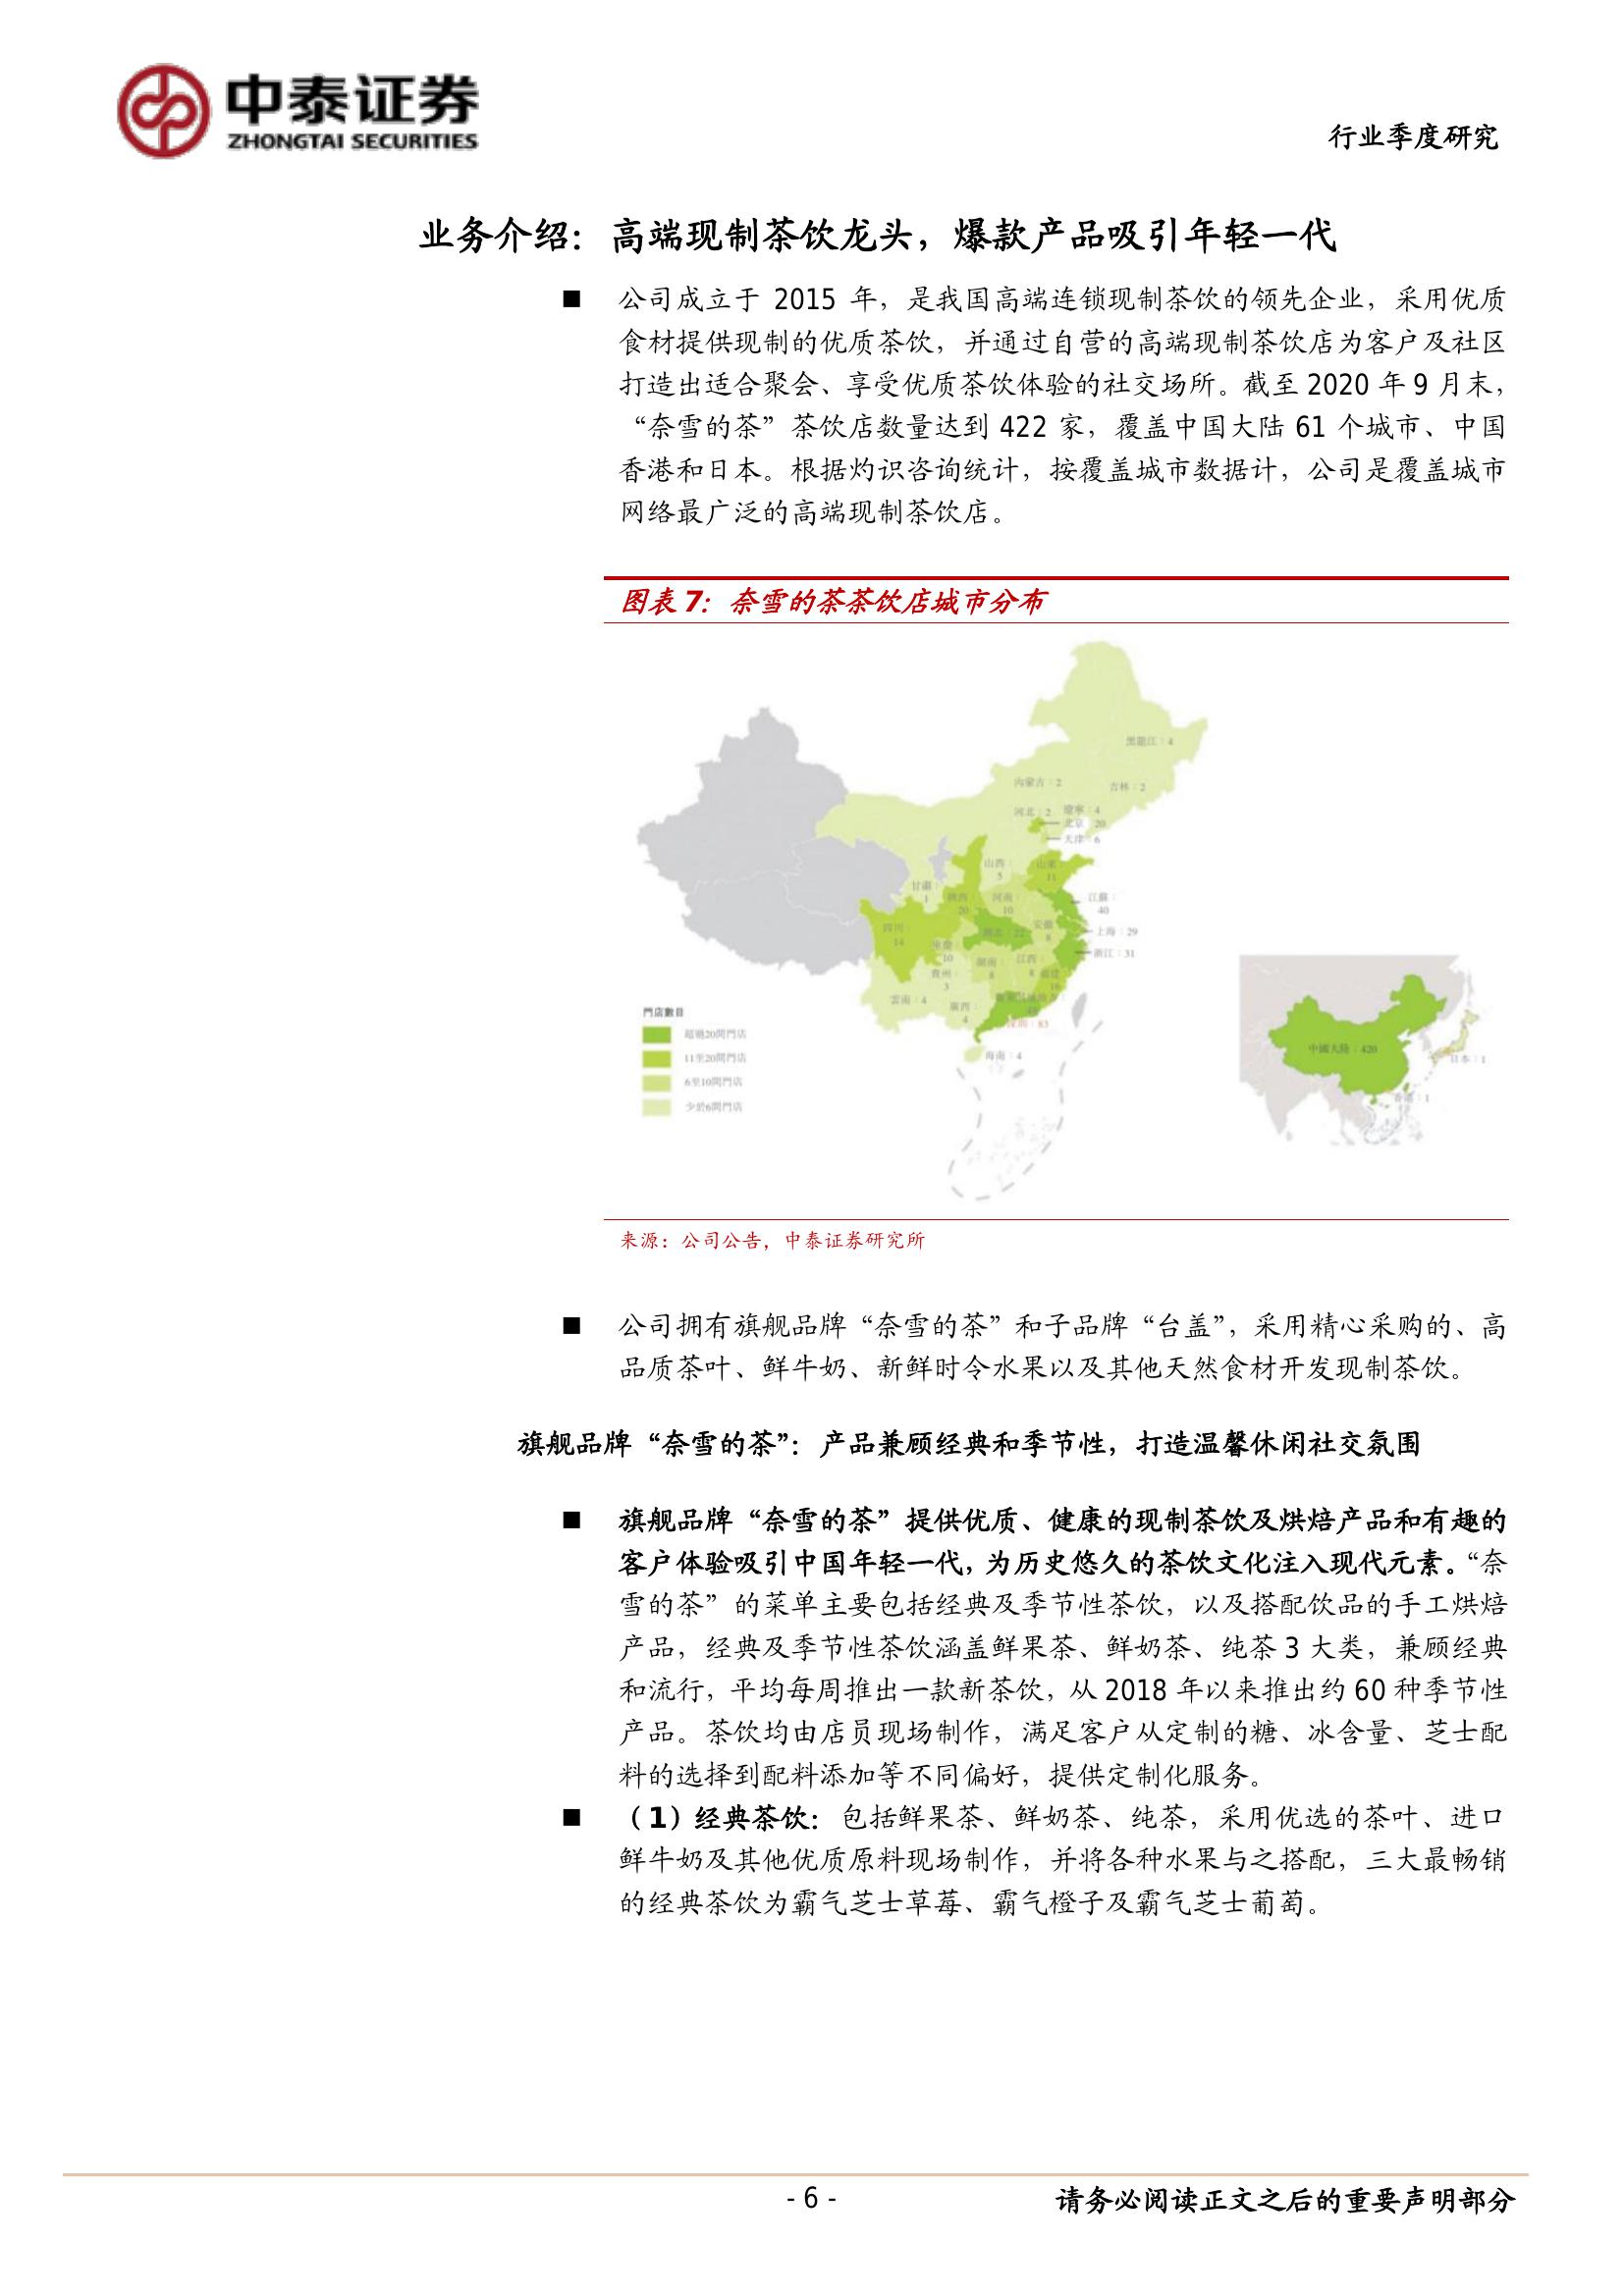 中泰证券
ZHONGTAI SECURITIES
行业季度研究
业务介绍：高端现制茶饮龙头，爆款产品吸引年轻一代
■ 公司成立于 2015 年，是我国高端连锁现制茶饮的领先企业，采用优质
食材提供现制的优质茶饮，并通过自营的高端现制茶饮店为客户及社区
打造出适合聚会、享受优质茶饮体验的社交场所。截至 2020 年 9 月末，
“奈雪的茶”茶饮店数量达到 422 家，覆盖中国大陆 61 个城市、中国
香港和日本。根据灼识咨询统计，按覆盖城市数据计，公司是覆盖城市
网络最广泛的高端现制茶饮店。
图表 7：奈雪的茶茶饮店城市分布
黑龍江：4
內蒙古：2
吉林：2
河北：2
遼寧：4
北京：20
天津：6
山西：
5
山東：
11
甘肅：
1
陝西：
20
河南：
10
江蘇：
40
四川：
14
湖北：22
安徽：
8
上海：29
重慶：
10
浙江：31
湖南：
8
江西：
8
福建：
16
貴州：
3
雲南：4
廣西：
4
深圳：83
海南：4
門店數目
超過20間門店
11至20間門店
6至10間門店
少於6間門店
中國大陸：420
日本：1
香港：1
来源：公司公告，中泰证券研究所
■ 公司拥有旗舰品牌“奈雪的茶”和子品牌“台盖”，采用精心采购的、高
品质茶叶、鲜牛奶、新鲜时令水果以及其他天然食材开发现制茶饮。
旗舰品牌“奈雪的茶”：产品兼顾经典和季节性，打造温馨休闲社交氛围
■ 旗舰品牌“奈雪的茶”提供优质、健康的现制茶饮及烘焙产品和有趣的
客户体验吸引中国年轻一代，为历史悠久的茶饮文化注入现代元素。“奈
雪的茶”的菜单主要包括经典及季节性茶饮，以及搭配饮品的手工烘焙
产品，经典及季节性茶饮涵盖鲜果茶、鲜奶茶、纯茶 3 大类，兼顾经典
和流行，平均每周推出一款新茶饮，从 2018 年以来推出约 60 种季节性
产品。茶饮均由店员现场制作，满足客户从定制的糖、冰含量、芝士配
料的选择到配料添加等不同偏好，提供定制化服务。
■ （1）经典茶饮：包括鲜果茶、鲜奶茶、纯茶，采用优选的茶叶、进口
鲜牛奶及其他优质原料现场制作，并将各种水果与之搭配，三大最畅销
的经典茶饮为霸气芝士草莓、霸气橙子及霸气芝士葡萄。
- 6 -
请务必阅读正文之后的重要声明部分